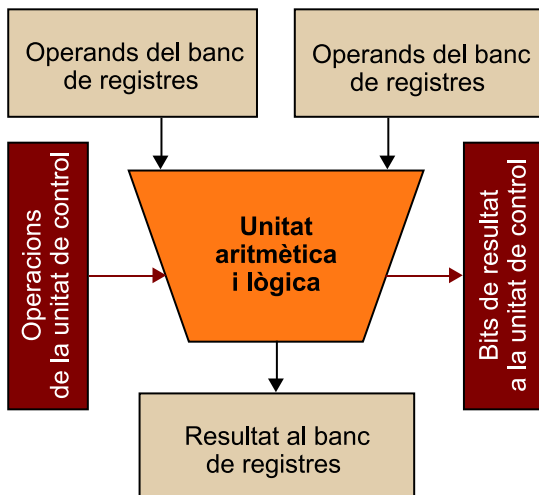 Operands del banc
de registres
Operands del banc
de registres
Operacions
de la unitat de control
Unitat
aritmètica
i lògica
Bits de resultat
a la unitat de control
Resultat al banc
de registres